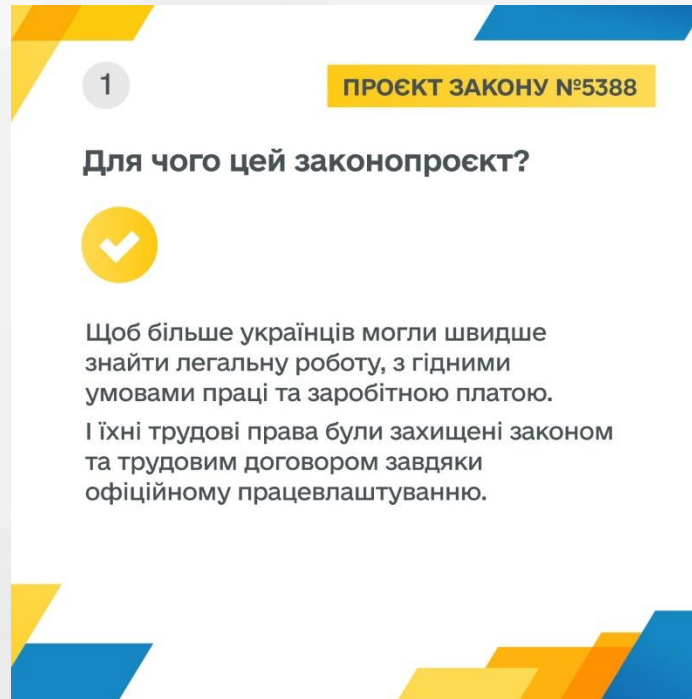 1
ПРОЄКТ ЗАКОНУ №5388
Для чого цей законопроєкт?
Щоб більше українців могли швидше
знайти легальну роботу, з гідними
умовами праці та заробітною платою.
І їхні трудові права були захищені законом
та трудовим договором завдяки
офіційному працевлаштуванню.